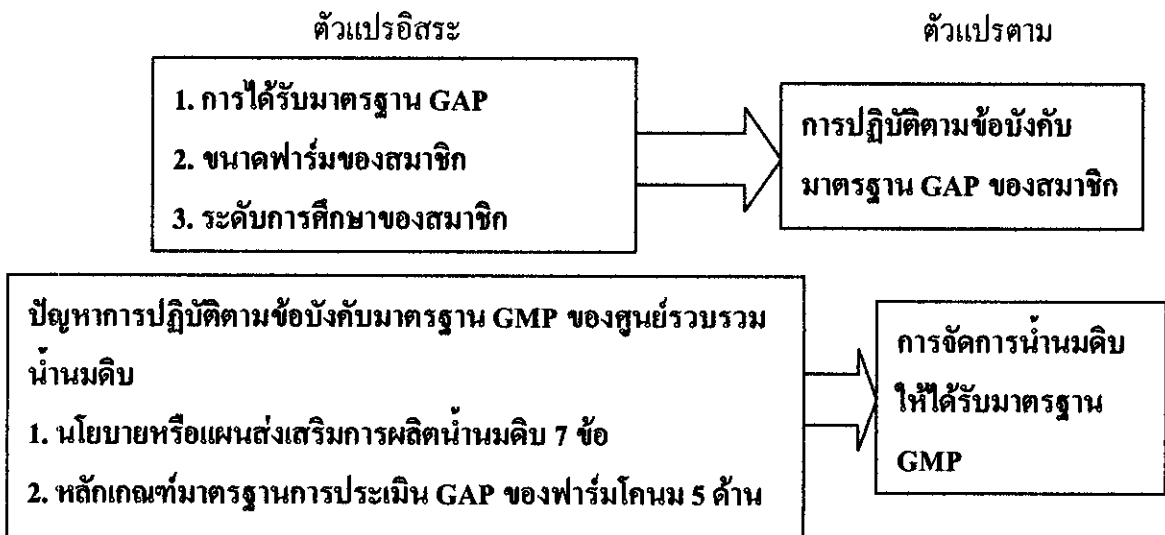 ตัวแปรอิสระ
ตัวแปรตาม
1. การได้รับมาตรฐาน GAP
2. ขนาดฟาร์มของสมาชิก
3. ระดับการศึกษาของสมาชิก
การปฏิบัติตามข้อบังคับ
มาตรฐาน GAP ของสมาชิก
ปัญหาการปฏิบัติตามข้อบังคับมาตรฐาน GMP ของศูนย์รวบรวม
น้ำนมดิบ
1. นโยบายหรือแผนส่งเสริมการผลิตน้ำนมดิบ 7 ข้อ
2. หลักเกณฑ์มาตรฐานการประเมิน GAP ของฟาร์มโคนม 5 ด้าน
การจัดการน้ำนมดิบ
ให้ได้รับมาตรฐาน
GMP